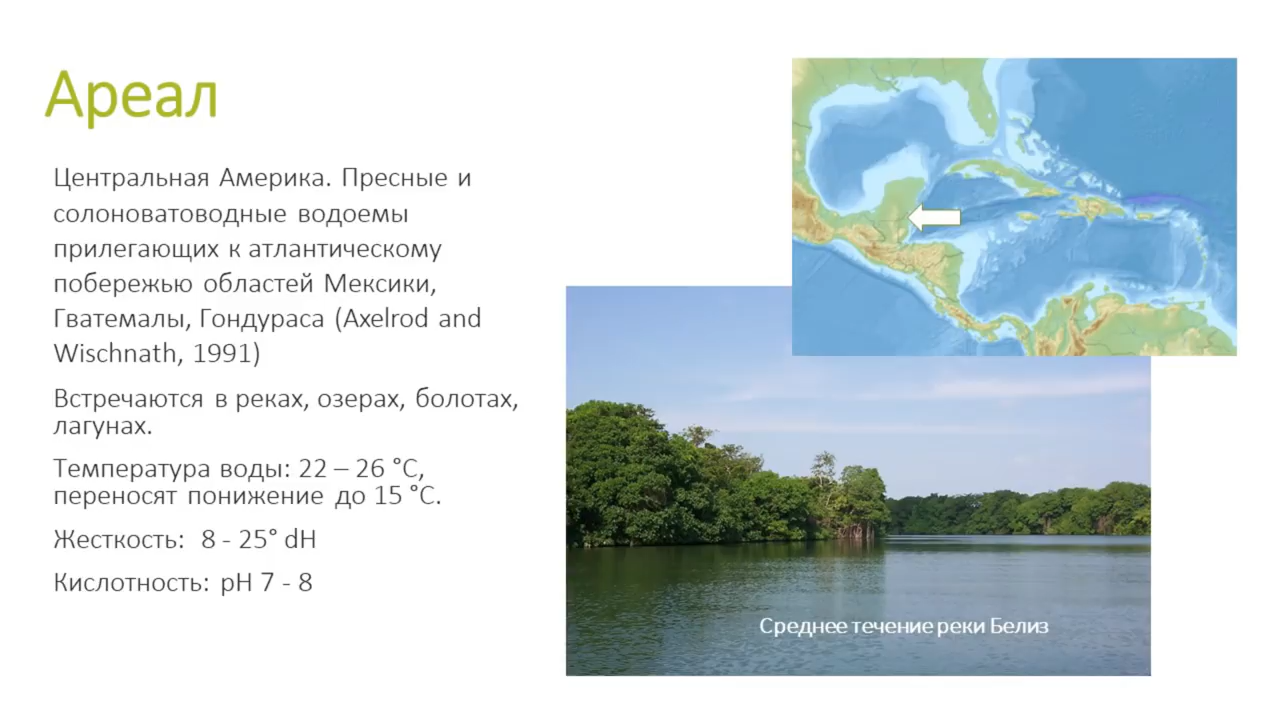 Ареал
Центральная Америка. Пресные и
солоноватоводные водоемы
прилегающих к атлантическому
побережью областей Мексики,
Гватемалы, Гондураса (Axelrod and
Wischnath, 1991)
Встречаются в реках, озерах, болотах,
лагунах.
Температура воды: 22 – 26 °C,
переносят понижение до 15 °C.
Жесткость: 8 - 25° dH
Кислотность: pH 7 - 8
Среднее течение реки Белиз